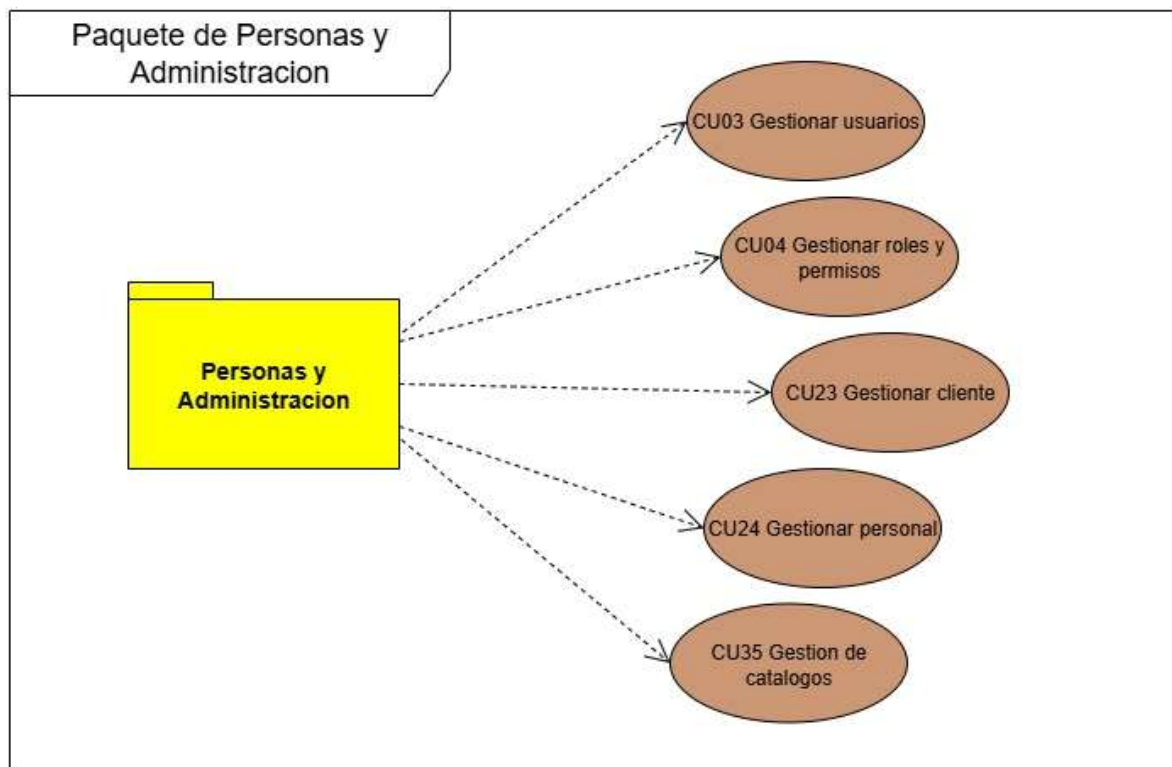 Paquete de Personas y
Administracion
CU03 Gestionar usuarios
CU04 Gestionar roles y
permisos
Personas y
Administracion
CU23 Gestionar cliente
CU24 Gestionar personal
CU35 Gestion de
catalogos